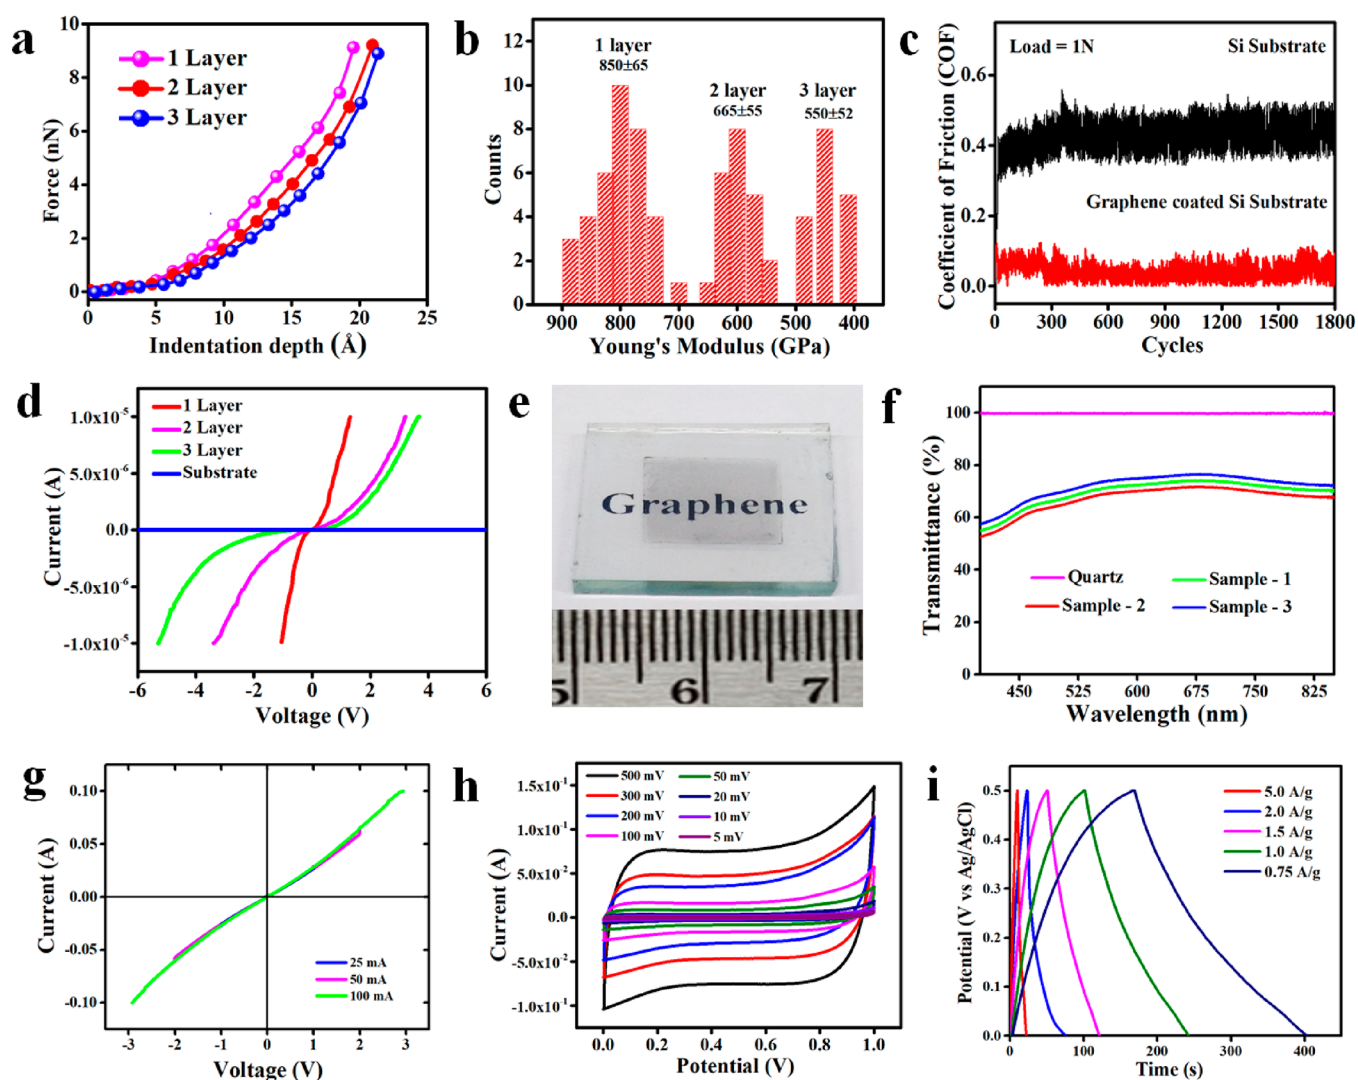 a
10
8
6
4
2
0
Force (nN)
1 Layer
2 Layer
3 Layer
0 5 10 15 20 25
Indentation depth (Å)
b
12
10
8
6
4
2
0
Counts
1 layer
850±65
2 layer
665±55
3 layer
550±52
900 800 700 600 500 400
Young's Modulus (GPa)
c
0.6
0.4
0.2
0.0
Coefficient of Friction (COF)
Load = 1N
Si Substrate
Graphene coated Si Substrate
0 300 600 900 1200 1500 1800
Cycles
d
1.0x10⁻⁵
5.0x10⁻⁶
0.0
-5.0x10⁻⁶
-1.0x10⁻⁵
Current (A)
1 Layer
2 Layer
3 Layer
Substrate
-6 -4 -2 0 2 4 6
Voltage (V)
e
Graphene
5 6 7
f
100
80
60
40
20
0
Transmittance (%)
Quartz
Sample - 1
Sample - 2
Sample - 3
450 525 600 675 750 825
Wavelength (nm)
g
0.10
0.05
0.00
-0.05
-0.10
Current (A)
25 mA
50 mA
100 mA
-3 -2 -1 0 1 2 3
Voltage (V)
h
1.5x10⁻¹
1.0x10⁻¹
5.0x10⁻²
0.0
-5.0x10⁻²
-1.0x10⁻¹
Current (A)
500 mV
50 mV
300 mV
20 mV
200 mV
10 mV
100 mV
5 mV
0.0 0.2 0.4 0.6 0.8 1.0
Potential (V)
i
0.5
0.4
0.3
0.2
0.1
0.0
Potential (V vs Ag/AgCl)
5.0 A/g
2.0 A/g
1.5 A/g
1.0 A/g
0.75 A/g
0 100 200 300 400
Time (s)